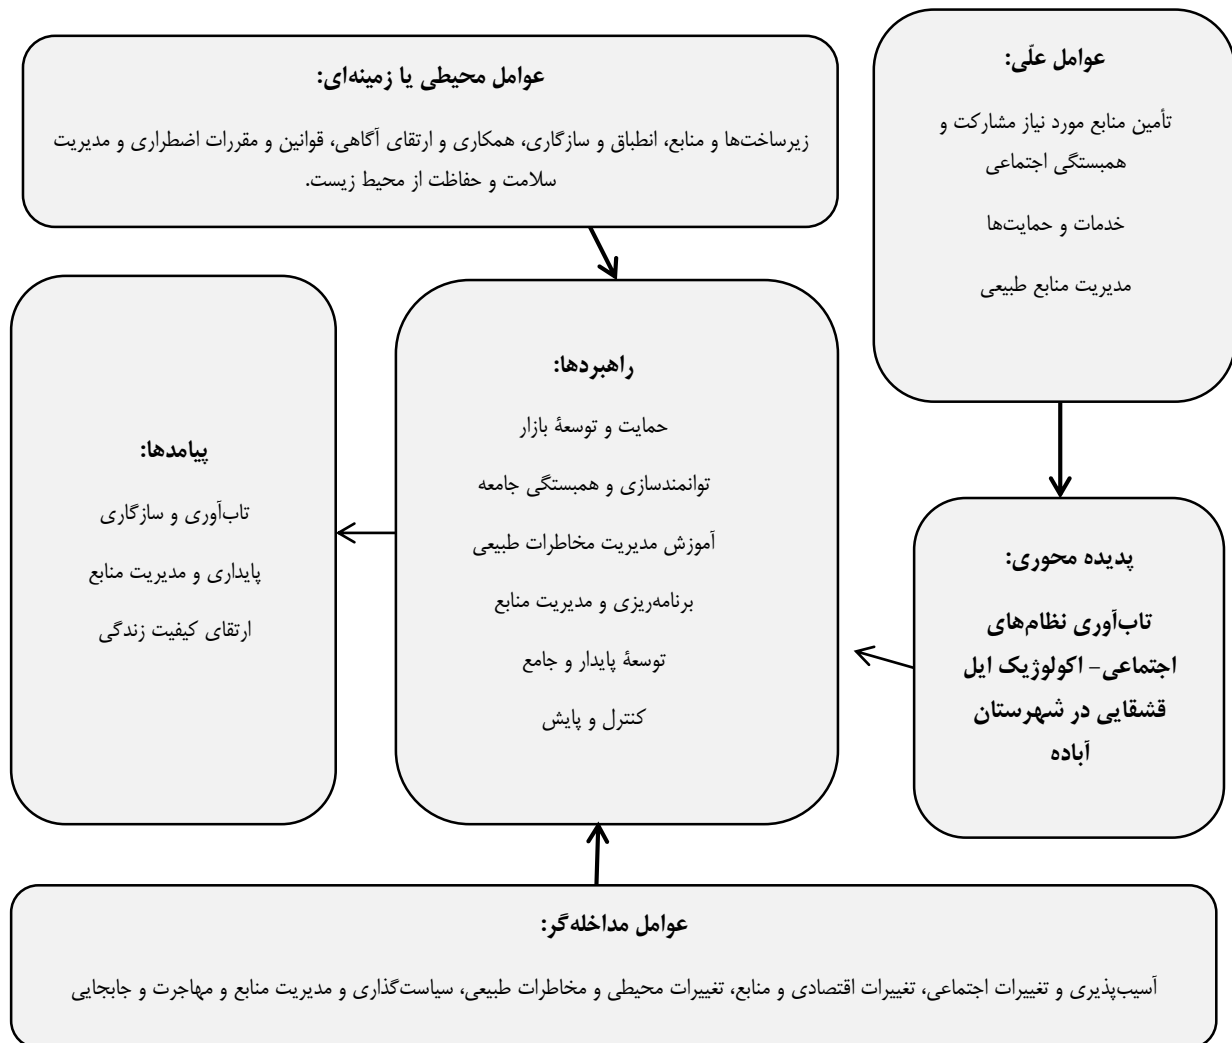 عوامل علّی:
تأمین منابع مورد نیاز مشارکت و
همبستگی اجتماعی
خدمات و حمایت‌ها
مدیریت منابع طبیعی
عوامل محیطی یا زمینه‌ای:
زیرساخت‌ها و منابع، انطباق و سازگاری، همکاری و ارتقای آگاهی، قوانین و مقررات اضطراری و مدیریت
سلامت و حفاظت از محیط زیست.
پدیده محوری:
تاب‌آوری نظام‌های
اجتماعی- اکولوژیک ایل
قشقایی در شهرستان
آباده
راهبردها:
حمایت و توسعۀ بازار
توانمندسازی و همبستگی جامعه
آموزش مدیریت مخاطرات طبیعی
برنامه‌ریزی و مدیریت منابع
توسعۀ پایدار و جامع
کنترل و پایش
پیامدها:
تاب‌آوری و سازگاری
پایداری و مدیریت منابع
ارتقای کیفیت زندگی
عوامل مداخله‌گر:
آسیب‌پذیری و تغییرات اجتماعی، تغییرات اقتصادی و منابع، تغییرات محیطی و مخاطرات طبیعی، سیاست‌گذاری و مدیریت منابع و مهاجرت و جابجایی